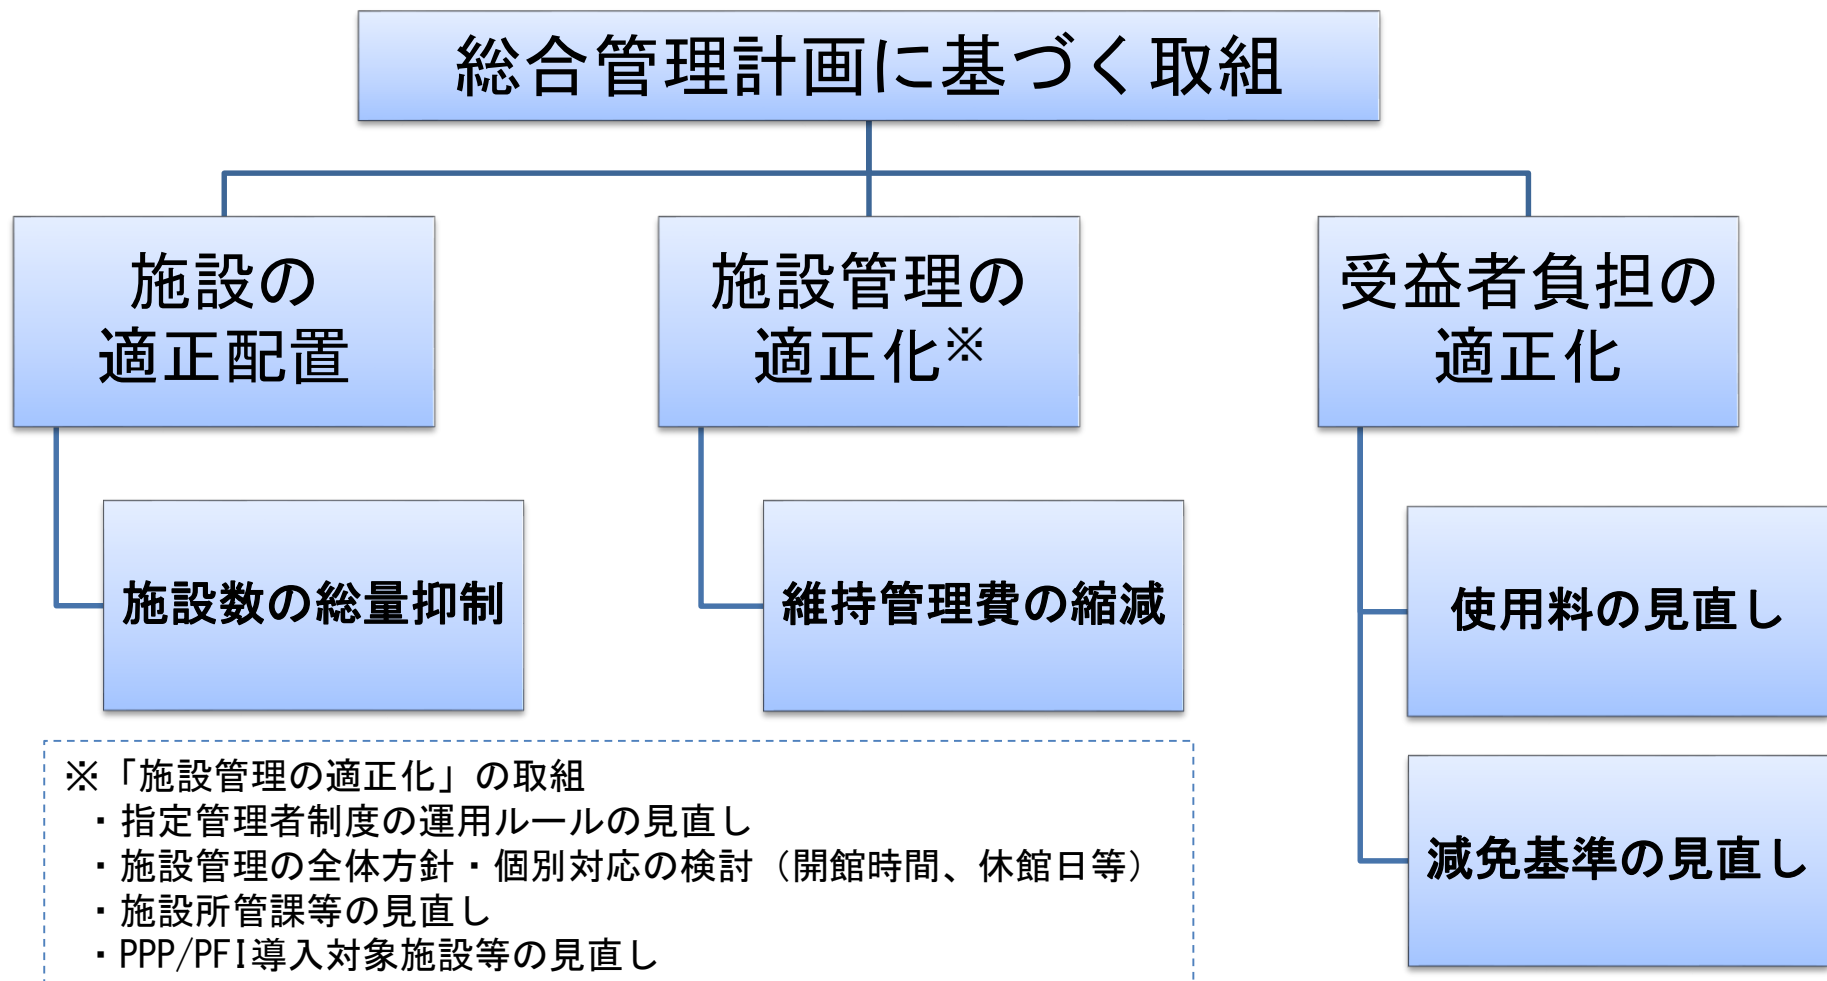 総合管理計画に基づく取組
施設の
適正配置
施設管理の
適正化※
受益者負担の
適正化
施設数の総量抑制
維持管理費の縮減
使用料の見直し
減免基準の見直し
※「施設管理の適正化」の取組
・指定管理者制度の運用ルールの見直し
・施設管理の全体方針・個別対応の検討（開館時間、休館日等）
・施設所管課等の見直し
・PPP/PFI導入対象施設等の見直し